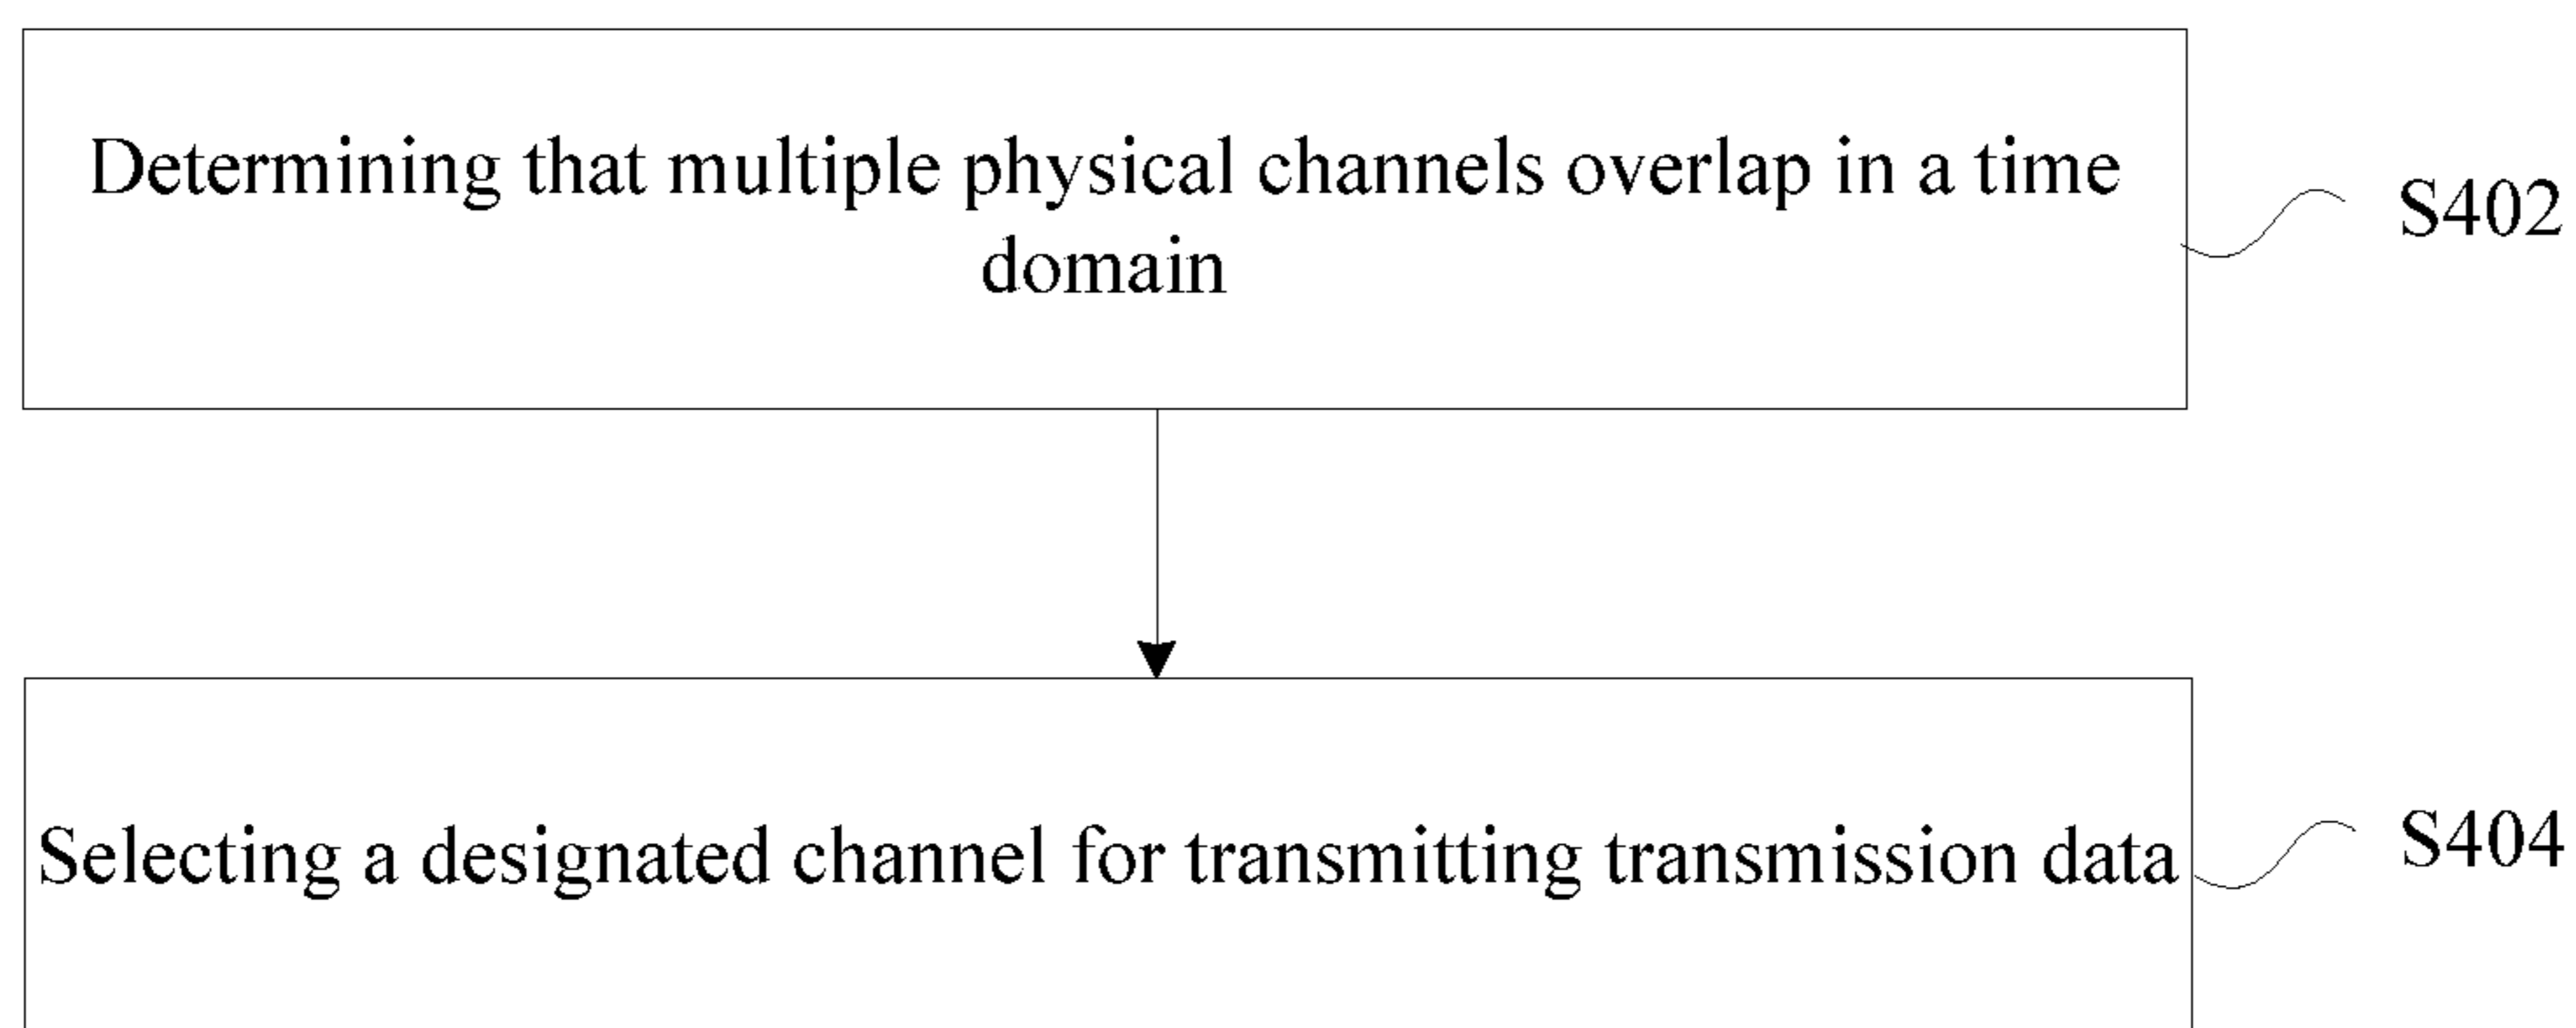 Determining that multiple physical channels overlap in a time
domain
S402
Selecting a designated channel for transmitting transmission data
S404